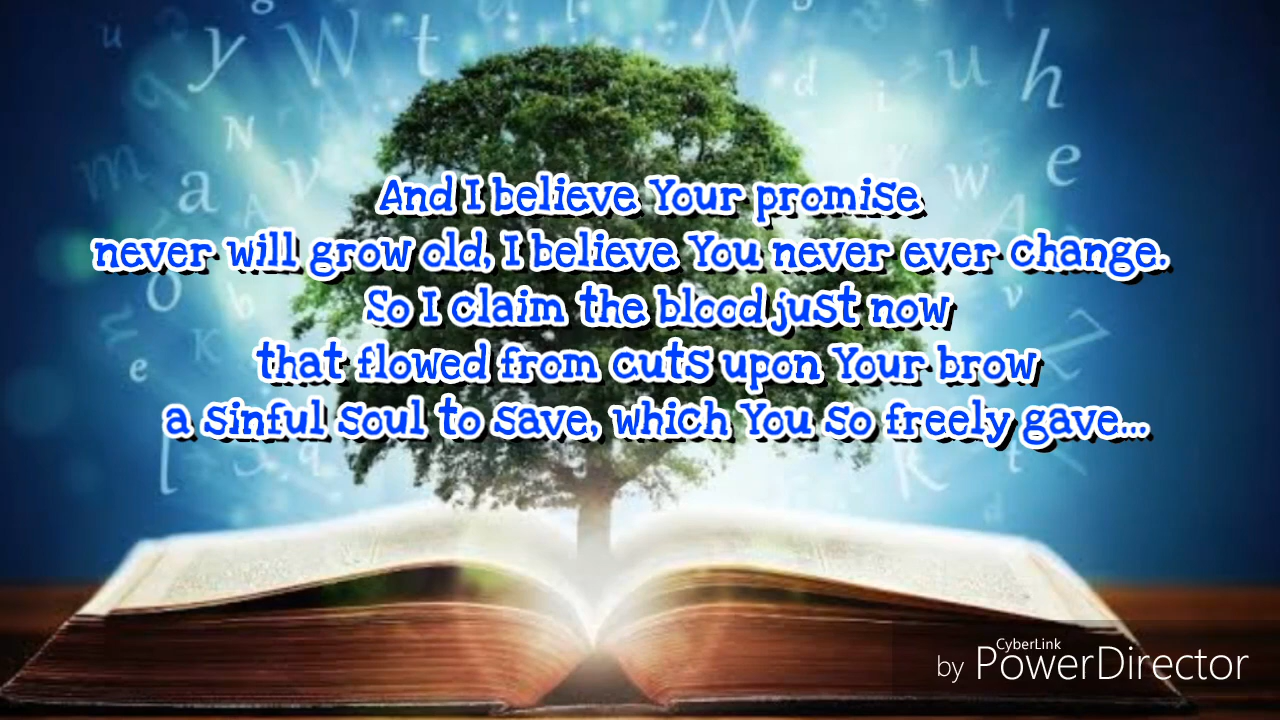 And I believe Your promise
never will grow old, I believe You never ever change.
So I claim the blood just now
that flowed from cuts upon Your brow
a sinful soul to save, which You so freely gave...
CyberLink
by PowerDirector